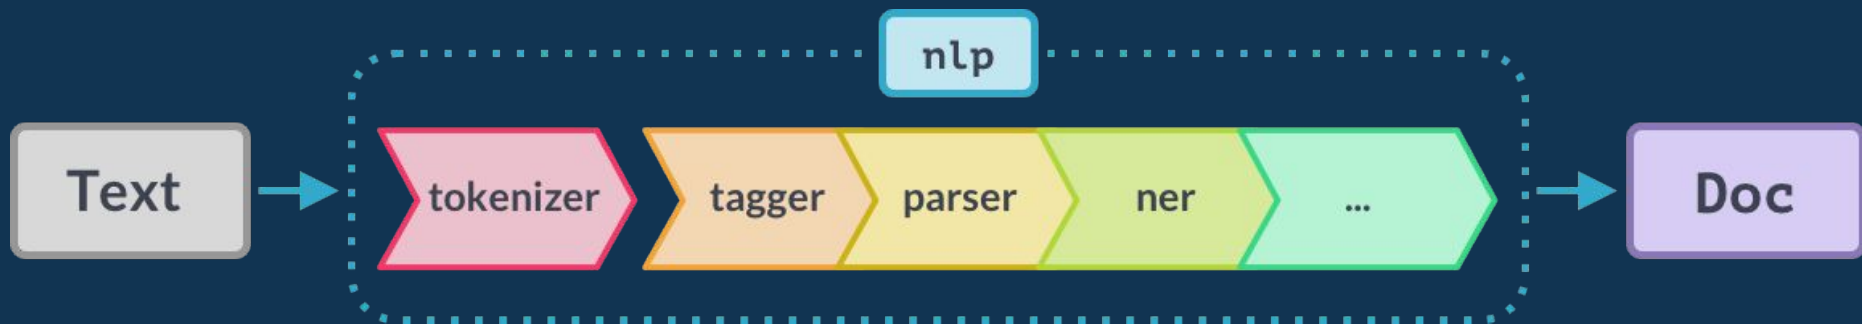 nlp
Text
tokenizer
tagger
parser
ner
...
Doc